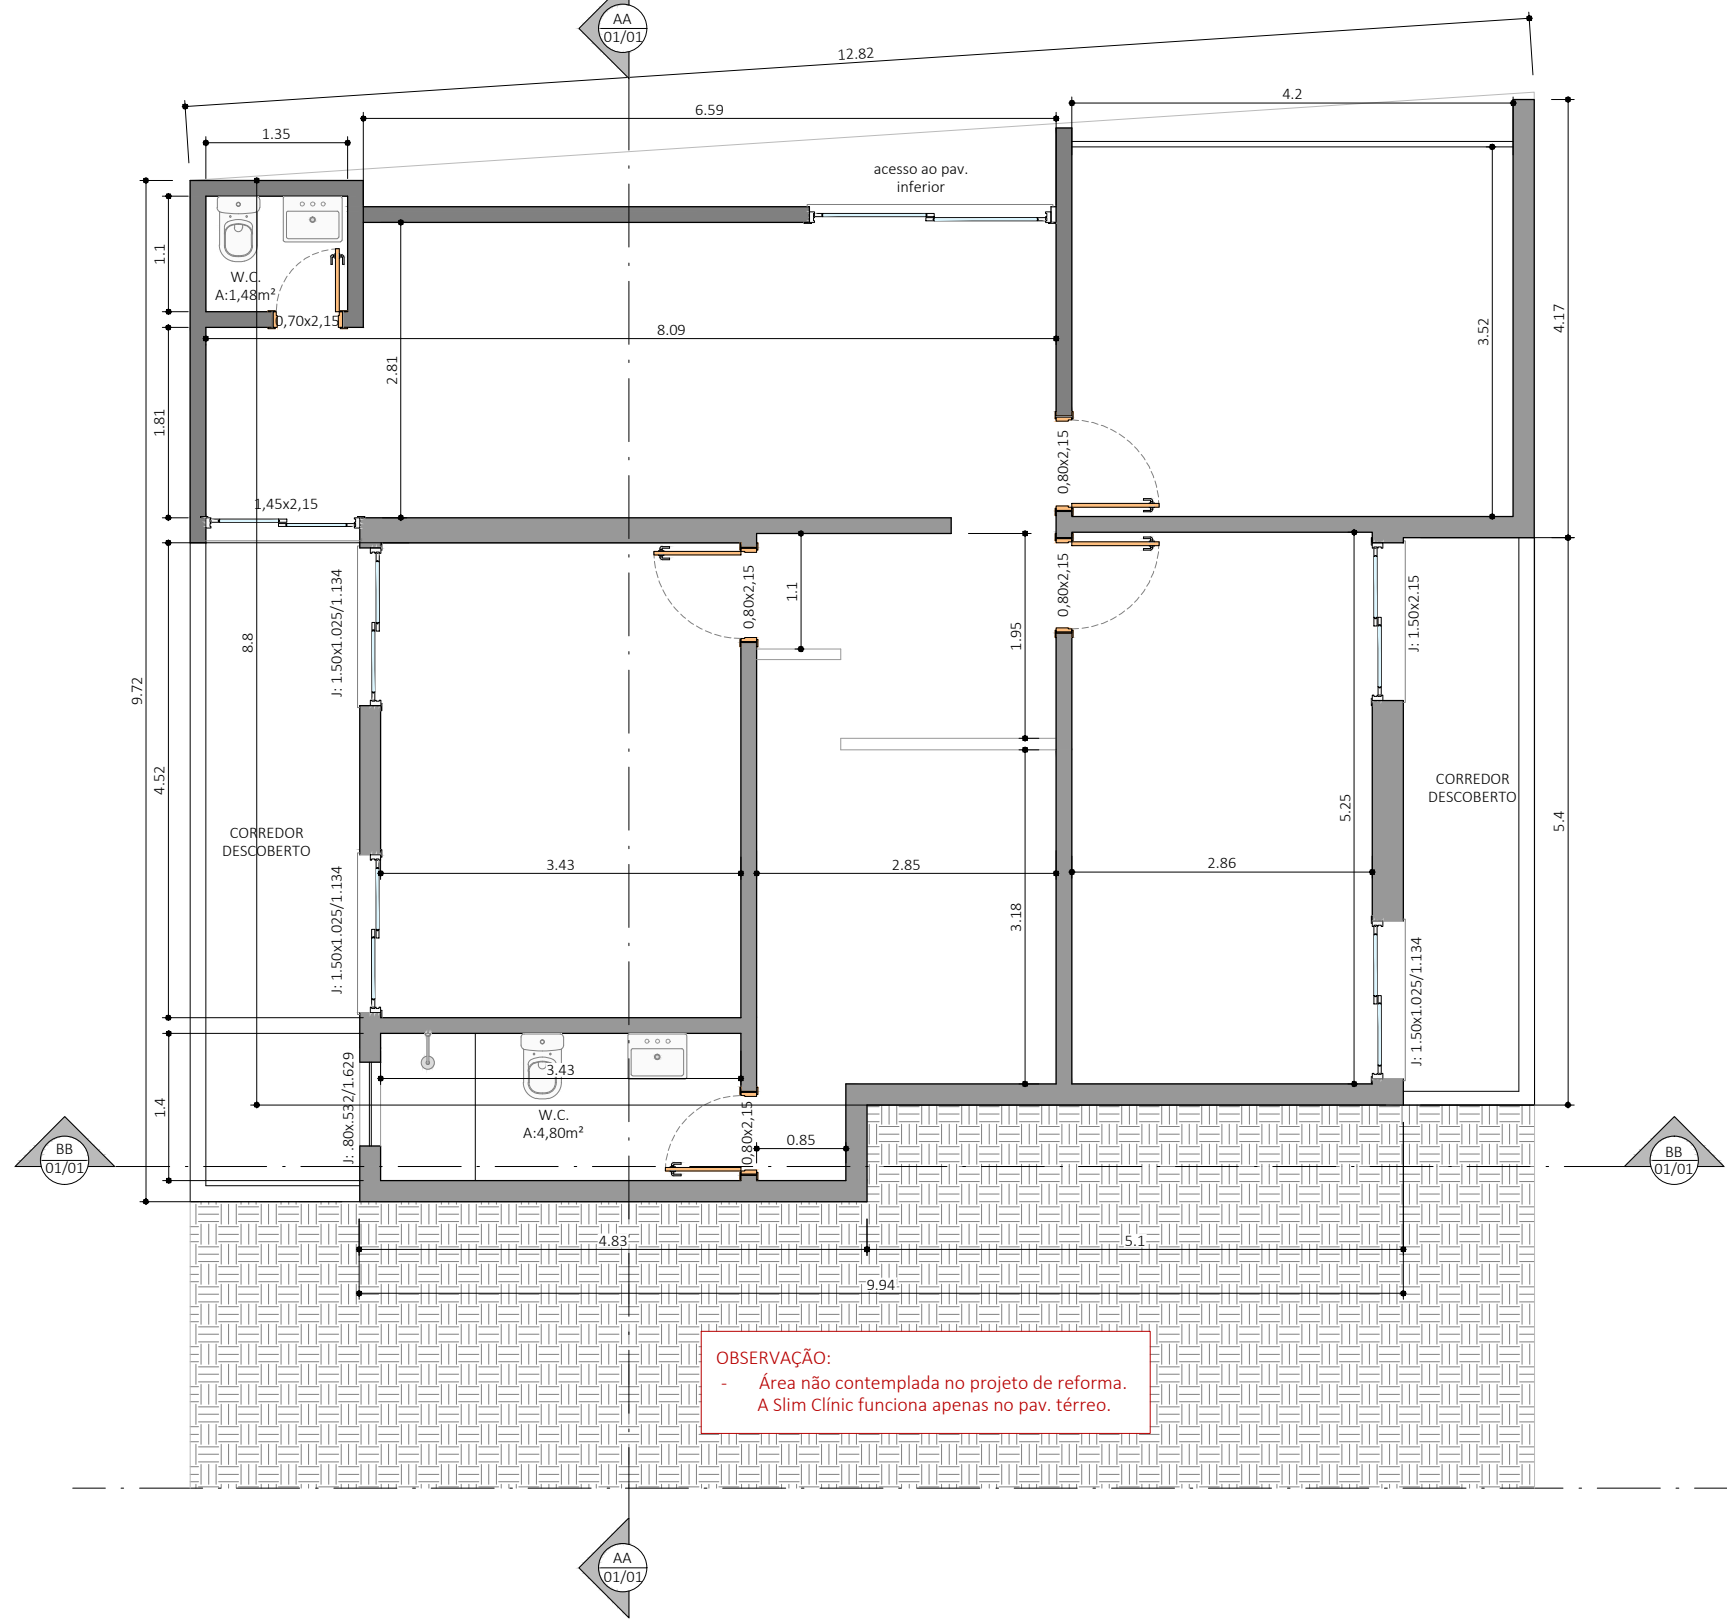 AA
01/01
12.82
4.2
6.59
1.35
acesso ao pav.
inferior
1.1
W.C.
A:1,48m²
0,70x2,15
8.09
2.81
3.52
4.17
1.81
0,80x2,15
1,45x2,15
0,80x2,15
0,80x2,15
1.1
1.95
J: 1.50x1.025/1.134
J: 1.50x2.15
8.8
9.72
4.52
CORREDOR
DESCOBERTO
CORREDOR
DESCOBERTO
5.25
5.4
3.43
2.85
2.86
3.18
J: 1.50x1.025/1.134
J: 1.50x1.025/1.134
3.43
J: .80x.532/1.629
1.4
W.C.
A:4,80m²
0,80x2,15
0.85
BB
01/01
BB
01/01
4.83
5.1
9.94
OBSERVAÇÃO:
- Área não contemplada no projeto de reforma.
A Slim Clínic funciona apenas no pav. térreo.
AA
01/01